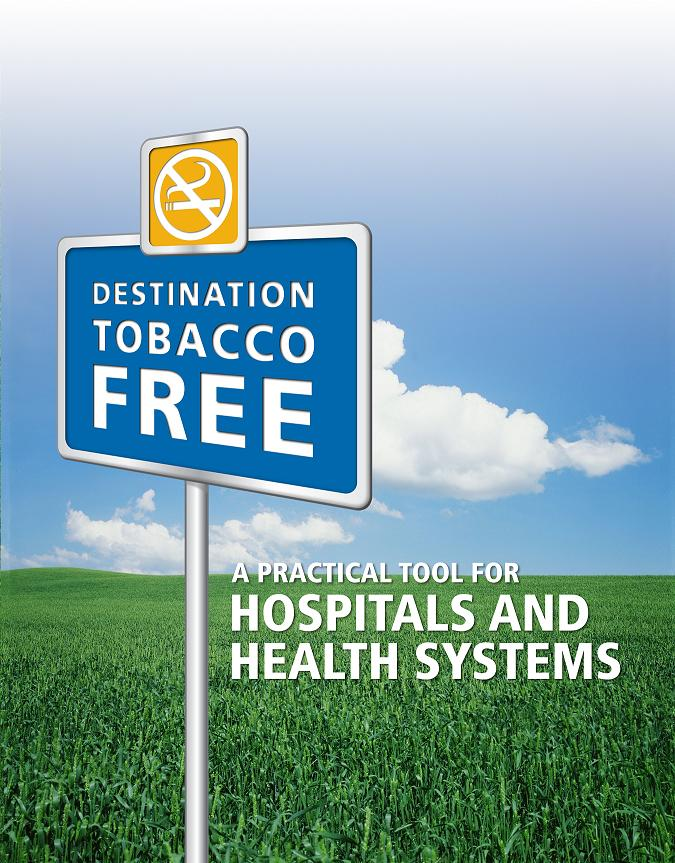 DESTINATION
TOBACCO
FREE
A PRACTICAL TOOL FOR
HOSPITALS AND
HEALTH SYSTEMS